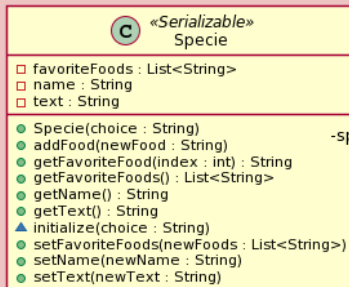 C
«Serializable»
Specie
favoriteFoods : List<String>
name : String
text : String
Specie(choice : String)
addFood(newFood : String)
getFavoriteFood(index : int) : String
getFavoriteFoods() : List<String>
getName() : String
getText() : String
initialize(choice : String)
setFavoriteFoods(newFoods : List<String>)
setName(newName : String)
setText(newText : String)
-sp